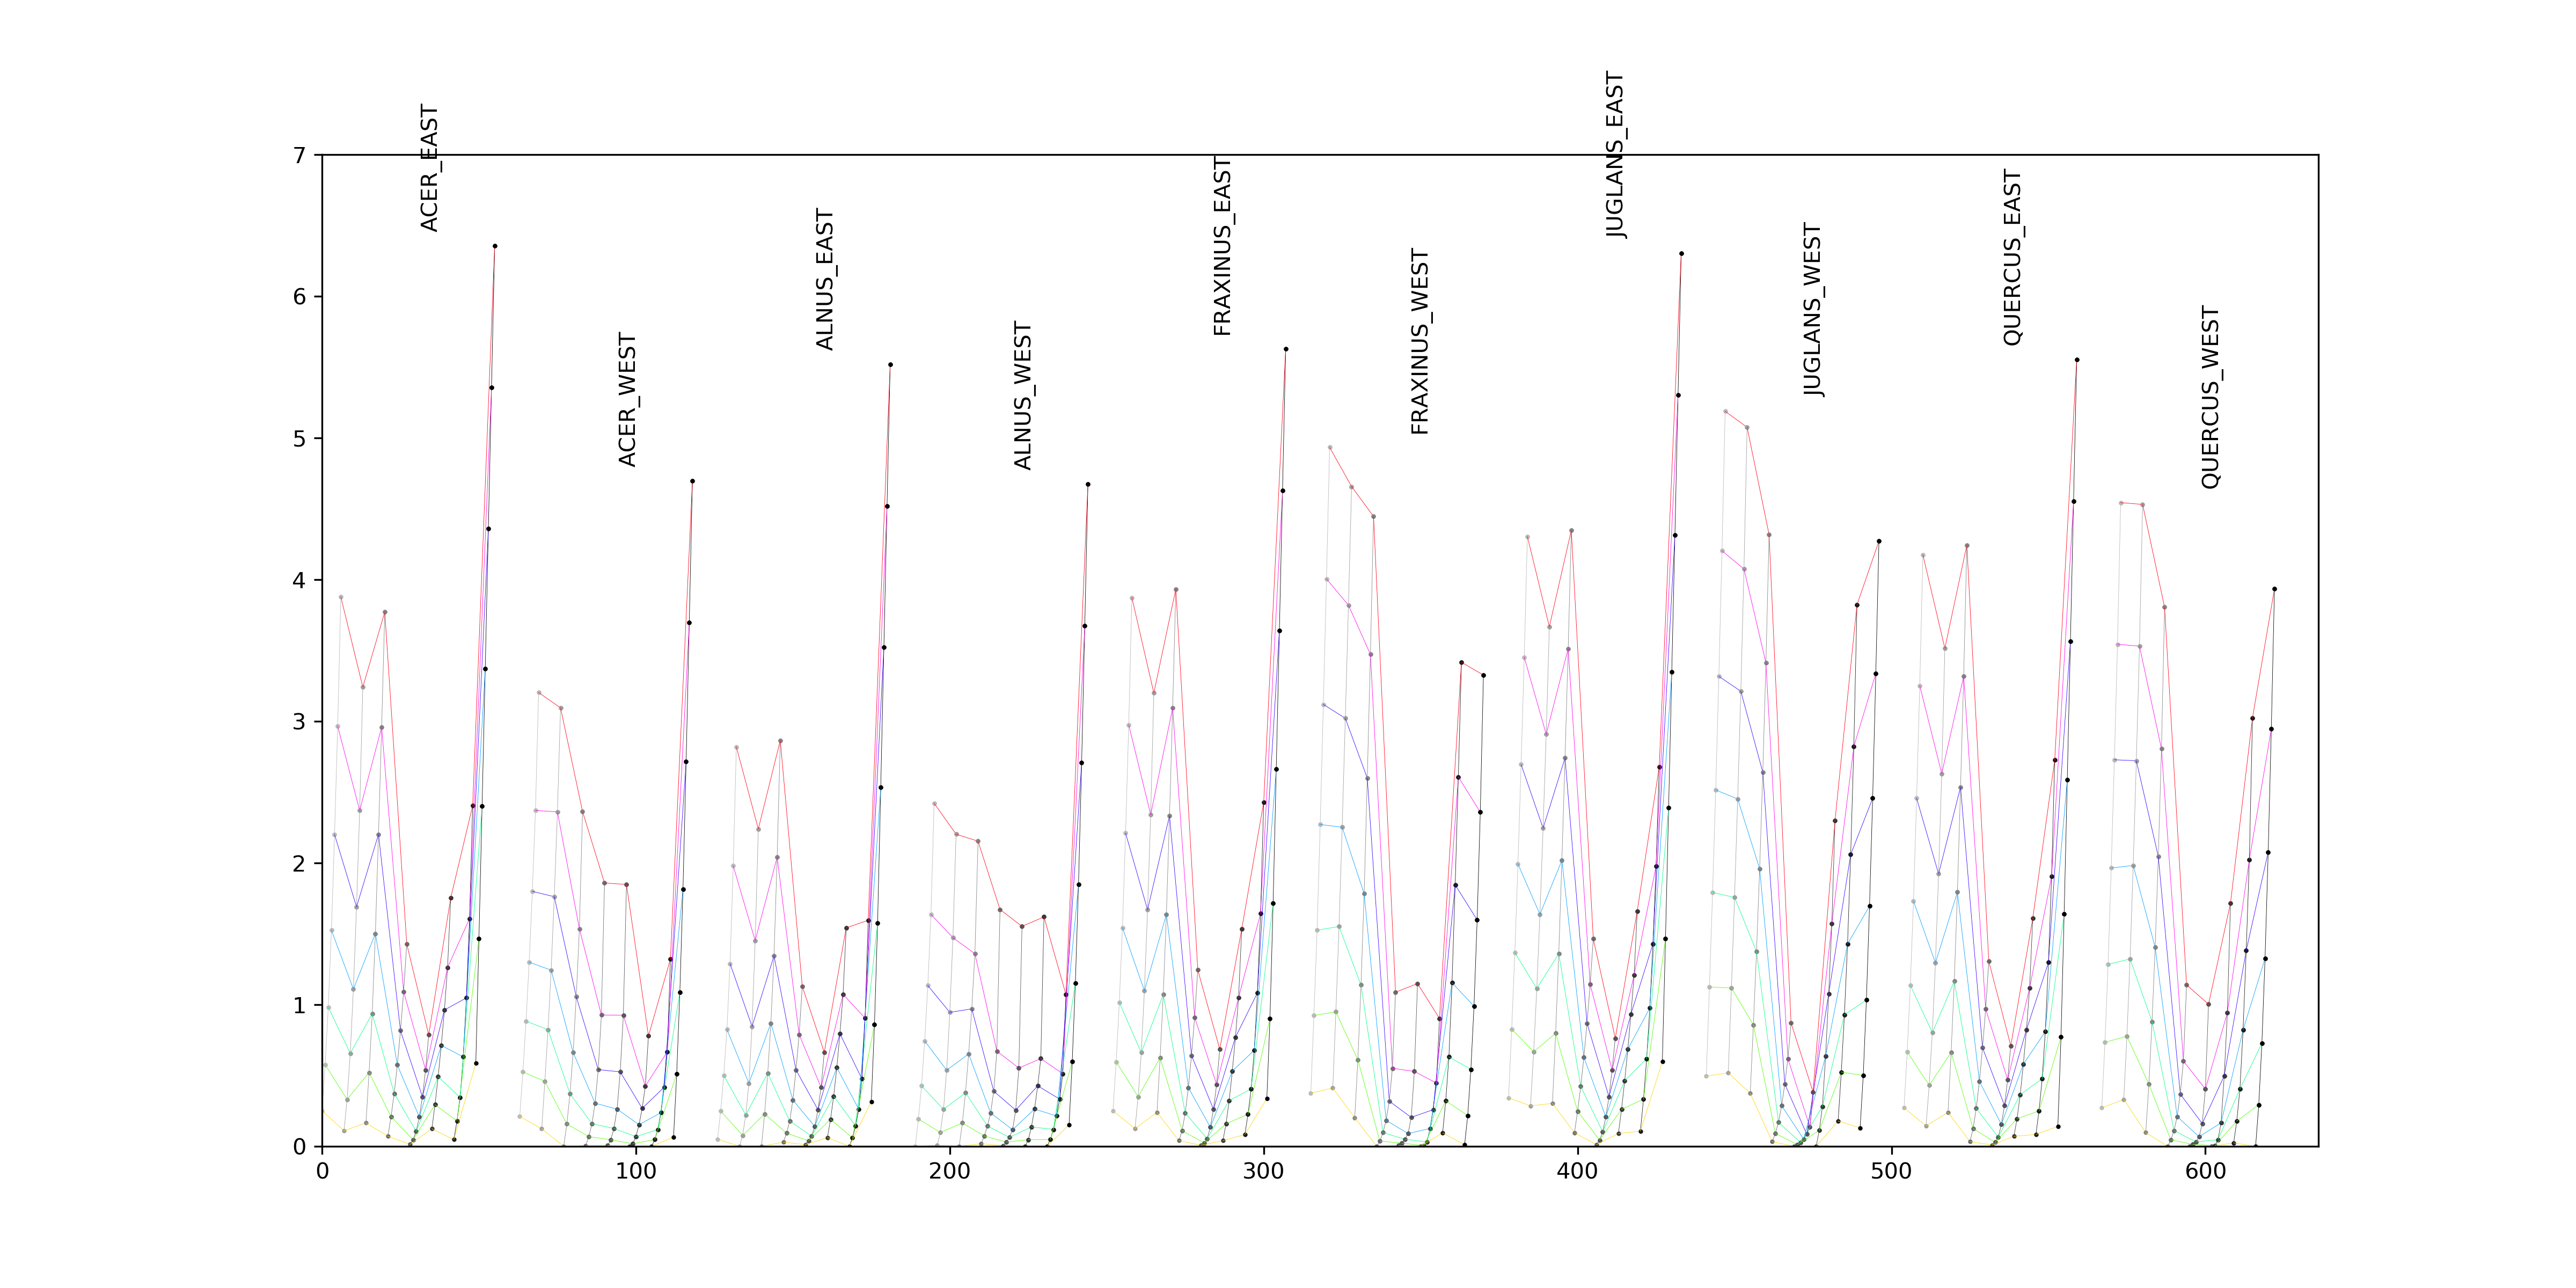 ACER_EAST
ACER_WEST
ALNUS_EAST
ALNUS_WEST
FRAXINUS_EAST
FRAXINUS_WEST
JUGLANS_EAST
JUGLANS_WEST
QUERCUS_EAST
QUERCUS_WEST
7
6
5
4
3
2
1
0
0 100 200 300 400 500 600